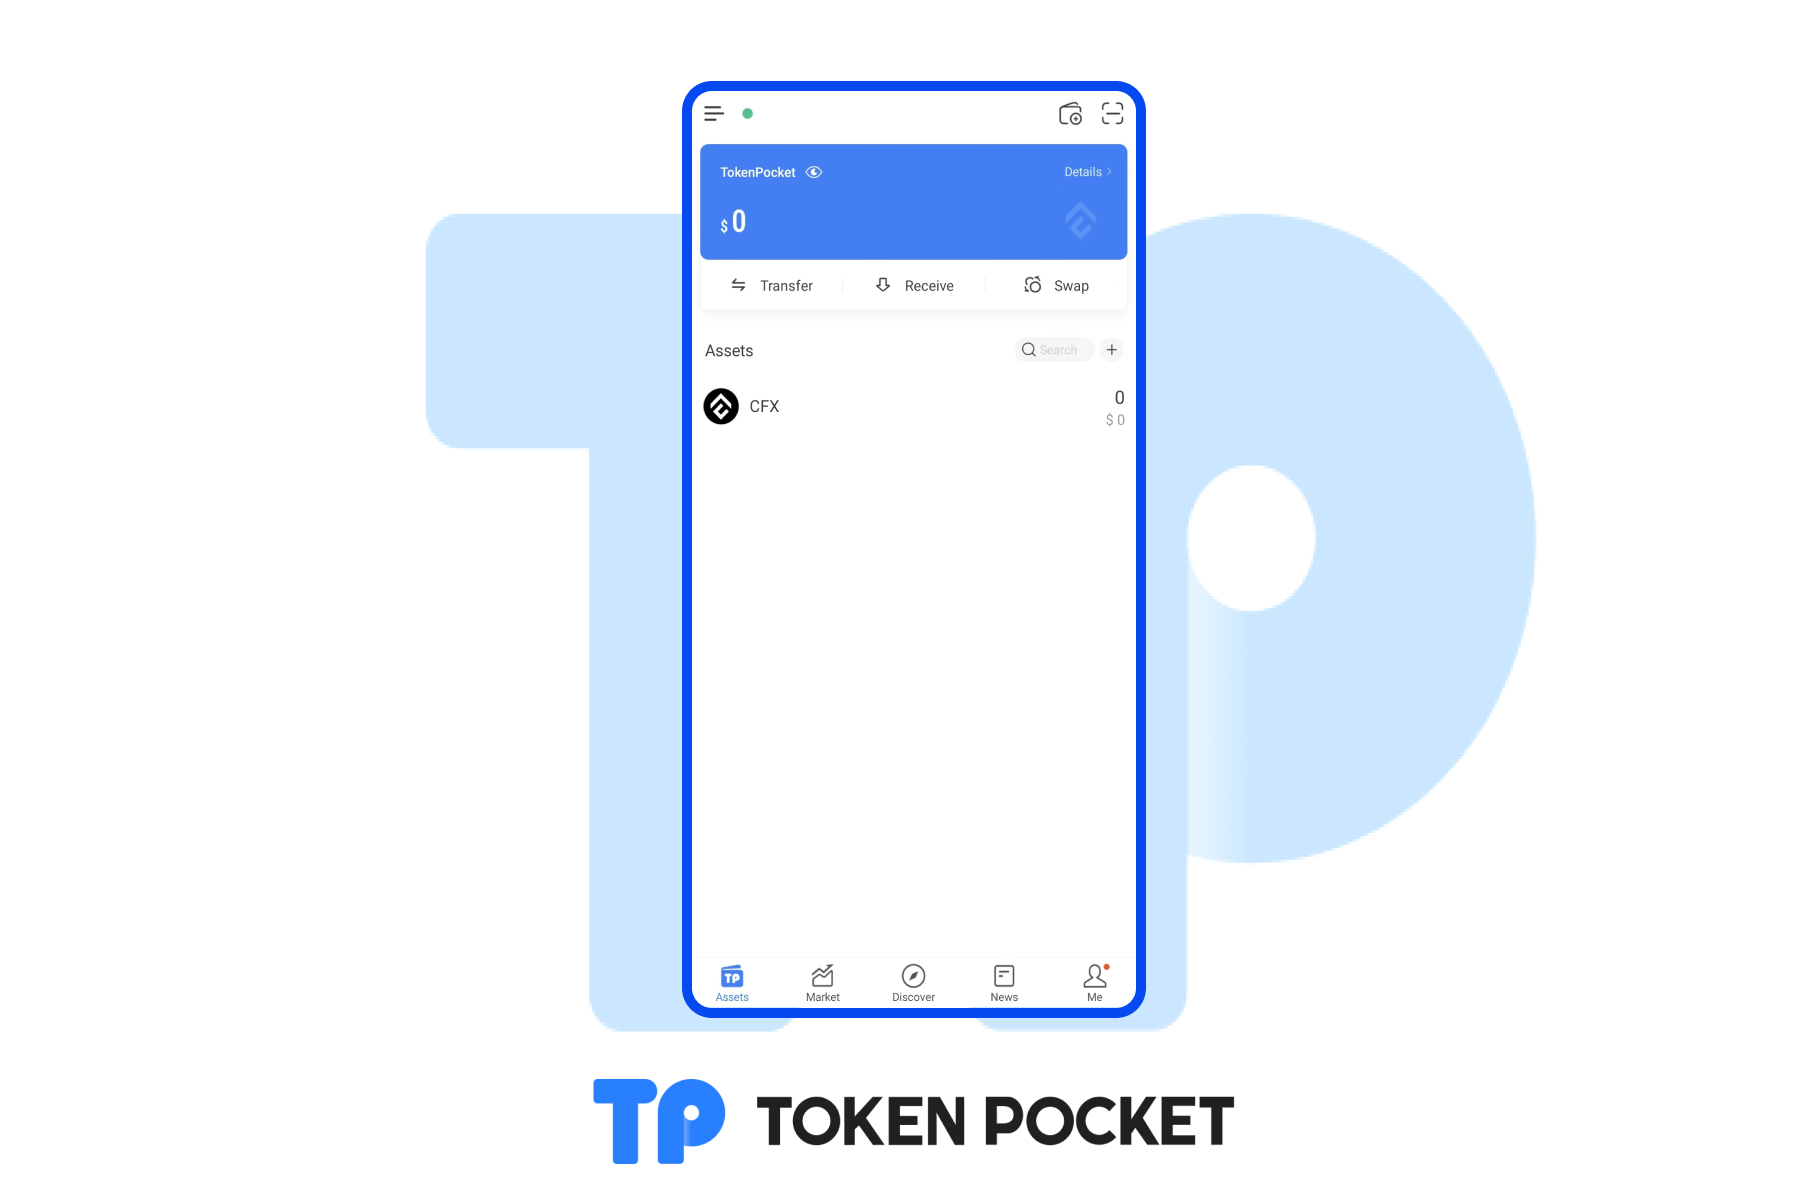 TokenPocket
Details >
$ 0
Transfer
Receive
Swap
Assets
Search
CFX
0
$ 0
TP
Assets
Market
Discover
News
Me
TP TOKEN POCKET